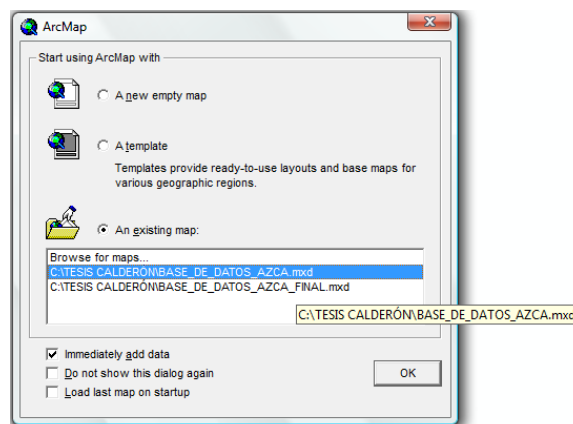 ArcMap
Start using ArcMap with
A new empty map
A template
Templates provide ready-to-use layouts and base maps for
various geographic regions.
An existing map:
Browse for maps...
C:\TESIS CALDERÓN\BASE_DE_DATOS_AZCA.mxd
C:\TESIS CALDERÓN\BASE_DE_DATOS_AZCA_FINAL.mxd
C:\TESIS CALDERÓN\BASE_DE_DATOS_AZCA.mxd
Immediately add data
Do not show this dialog again
OK
Load last map on startup